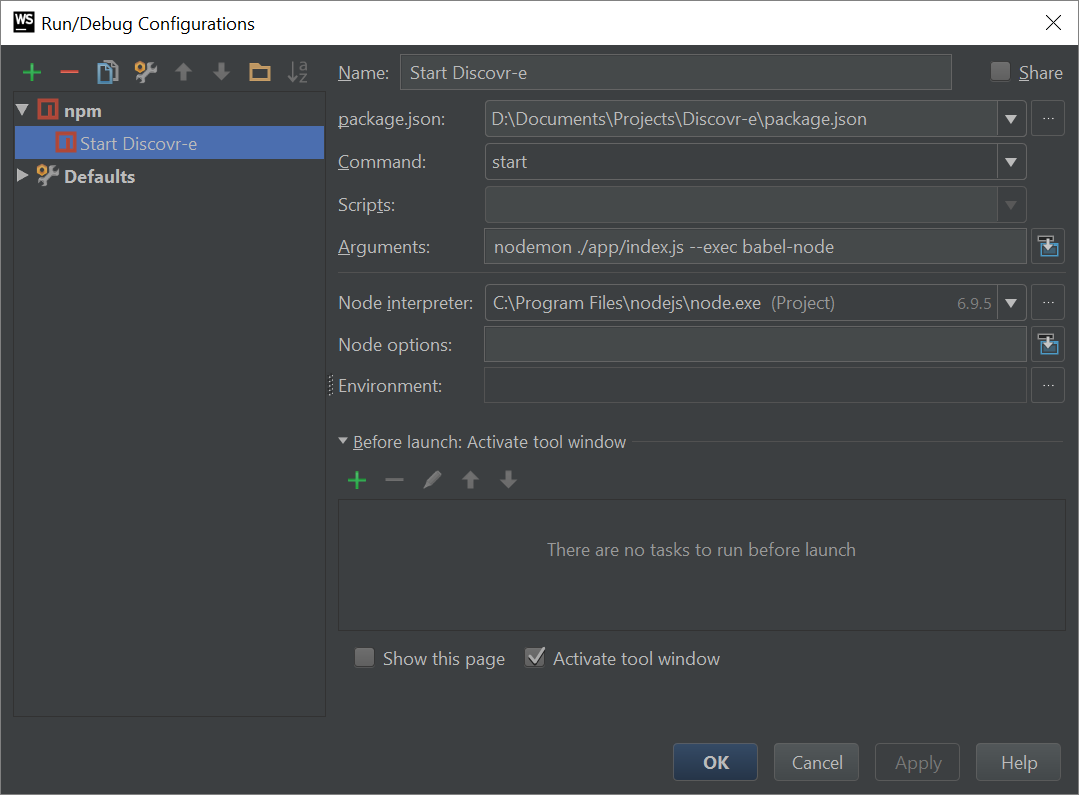 WS Run/Debug Configurations
Name: Start Discovr-e Share
npm
package.json: D:\Documents\Projects\Discovr-e\package.json ...
Start Discovr-e
Command: start
Defaults
Scripts:
Arguments: nodemon ./app/index.js --exec babel-node
Node interpreter: C:\Program Files\nodejs\node.exe (Project) 6.9.5 ...
Node options:
Environment: ...
Before launch: Activate tool window
There are no tasks to run before launch
Show this page Activate tool window
OK Cancel Apply Help